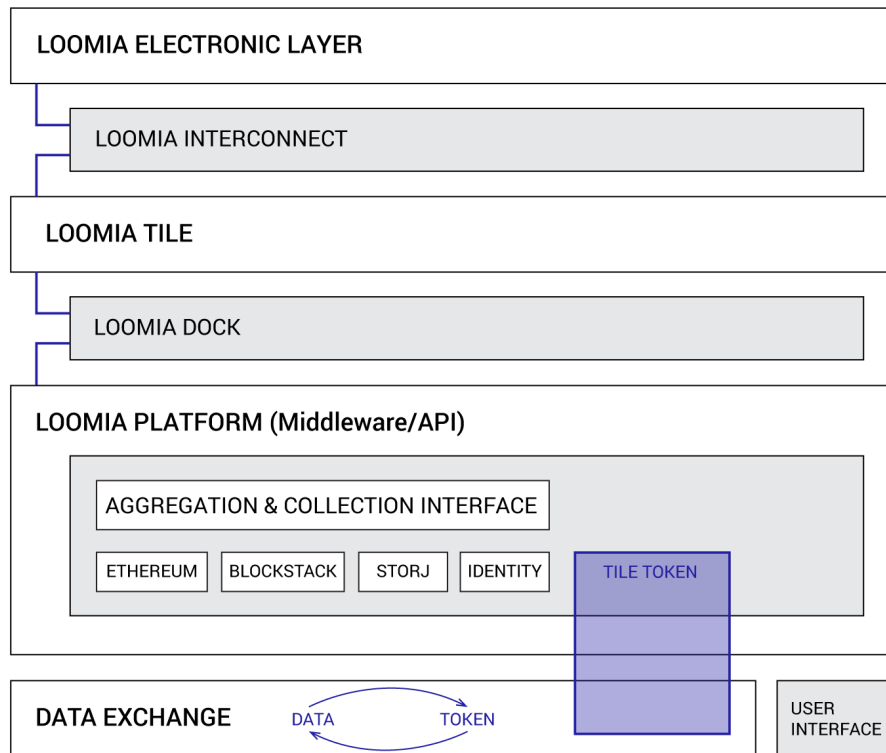 LOOMIA ELECTRONIC LAYER
LOOMIA INTERCONNECT
LOOMIA TILE
LOOMIA DOCK
LOOMIA PLATFORM (Middleware/API)
AGGREGATION & COLLECTION INTERFACE
ETHEREUM
BLOCKSTACK
STORJ
IDENTITY
TILE TOKEN
DATA EXCHANGE
DATA
TOKEN
USER
INTERFACE